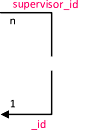 supervisor_id
n
1
_id